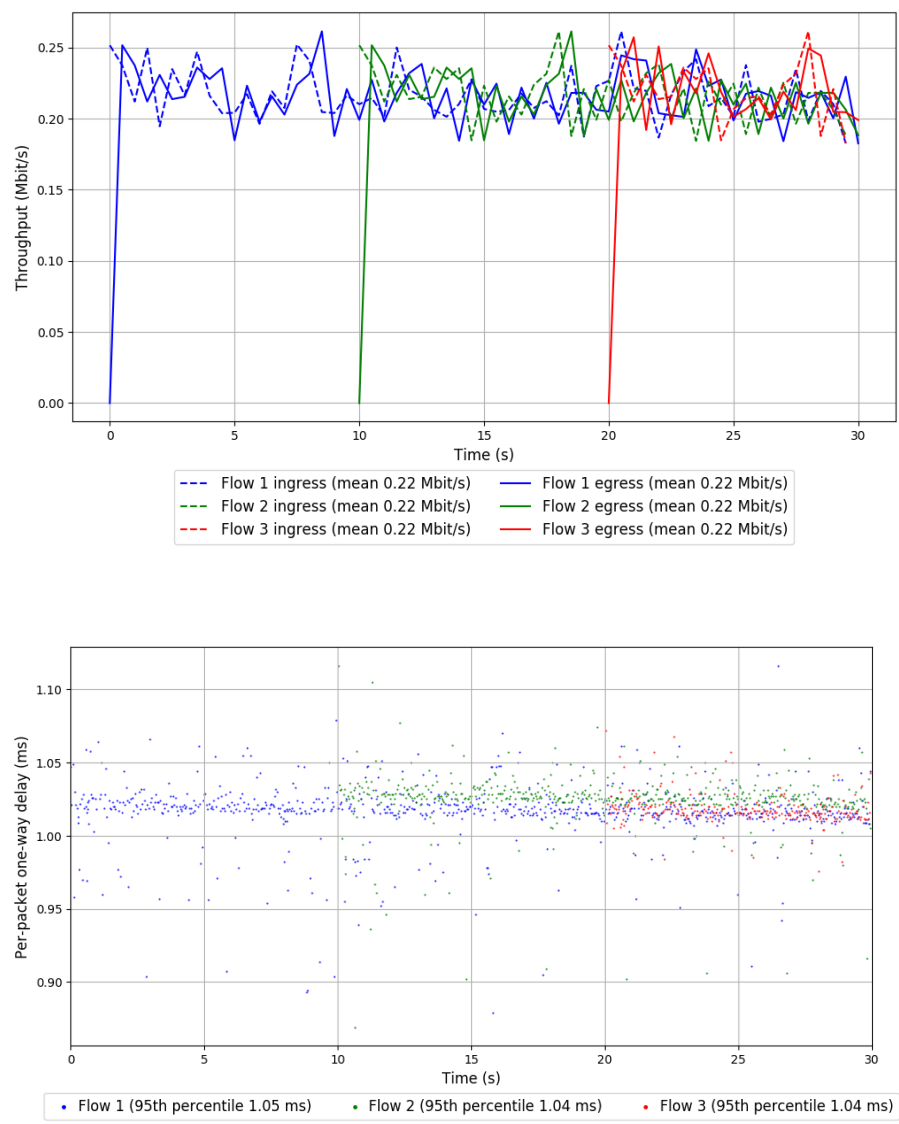 0.25
0.20
0.15
0.10
0.05
0.00
Throughput (Mbit/s)
0 5 10 15 20 25 30
Time (s)
Flow 1 ingress (mean 0.22 Mbit/s) Flow 1 egress (mean 0.22 Mbit/s)
Flow 2 ingress (mean 0.22 Mbit/s) Flow 2 egress (mean 0.22 Mbit/s)
Flow 3 ingress (mean 0.22 Mbit/s) Flow 3 egress (mean 0.22 Mbit/s)
1.10
1.05
1.00
0.95
0.90
Per-packet one-way delay (ms)
0 5 10 15 20 25 30
Time (s)
Flow 1 (95th percentile 1.05 ms) Flow 2 (95th percentile 1.04 ms) Flow 3 (95th percentile 1.04 ms)